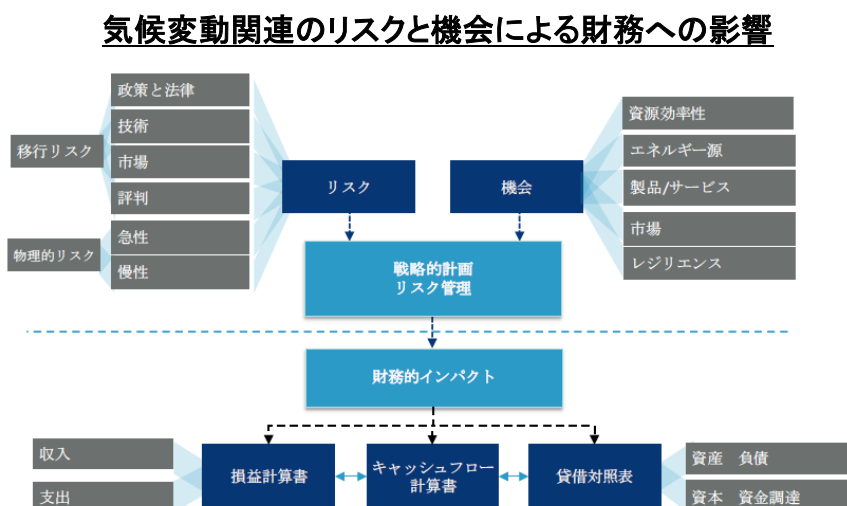 気候変動関連のリスクと機会による財務への影響
移行リスク
物理的リスク
政策と法律
技術
市場
評判
急性
慢性
リスク
機会
資源効率性
エネルギー源
製品/サービス
市場
レジリエンス
戦略的計画
リスク管理
財務的インパクト
収入
支出
損益計算書
キャッシュフロー
計算書
貸借対照表
資産 負債
資本 資金調達